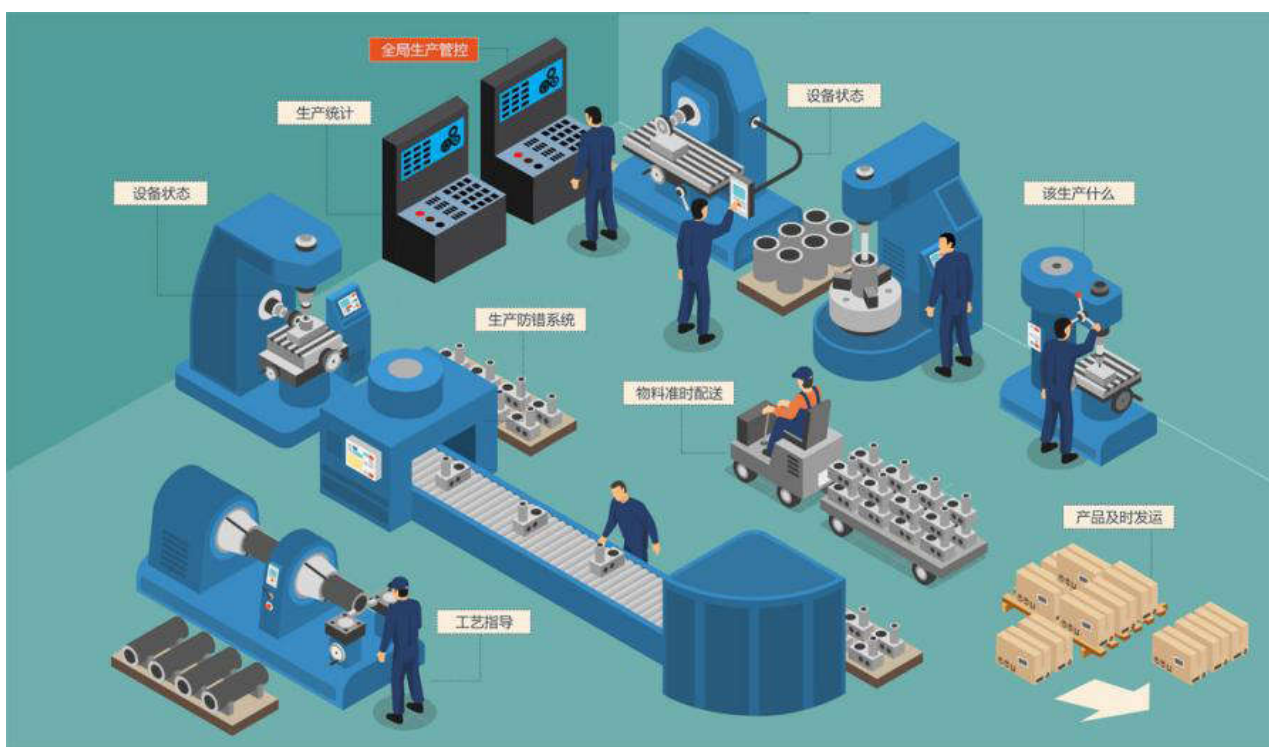 全局生产管控
生产统计
设备状态
设备状态
该生产什么
生产防错系统
物料准时配送
产品及时发运
工艺指导